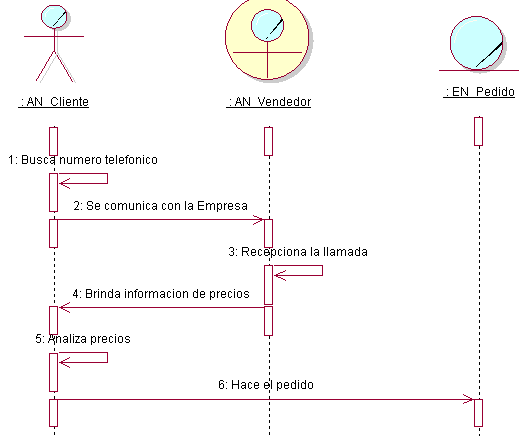 : AN_Cliente
: AN_Vendedor
: EN_Pedido
1: Busca numero telefonico
2: Se comunica con la Empresa
3: Recepciona la llamada
4: Brinda informacion de precios
5: Analiza precios
6: Hace el pedido